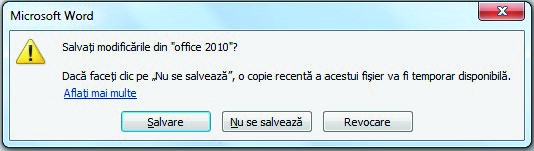 Microsoft Word
Salvați modificările din "office 2010"?
Dacă faceți clic pe „Nu se salvează”, o copie recentă a acestui fișier va fi temporar disponibilă.
Aflați mai multe
Salvare
Nu se salvează
Revocare